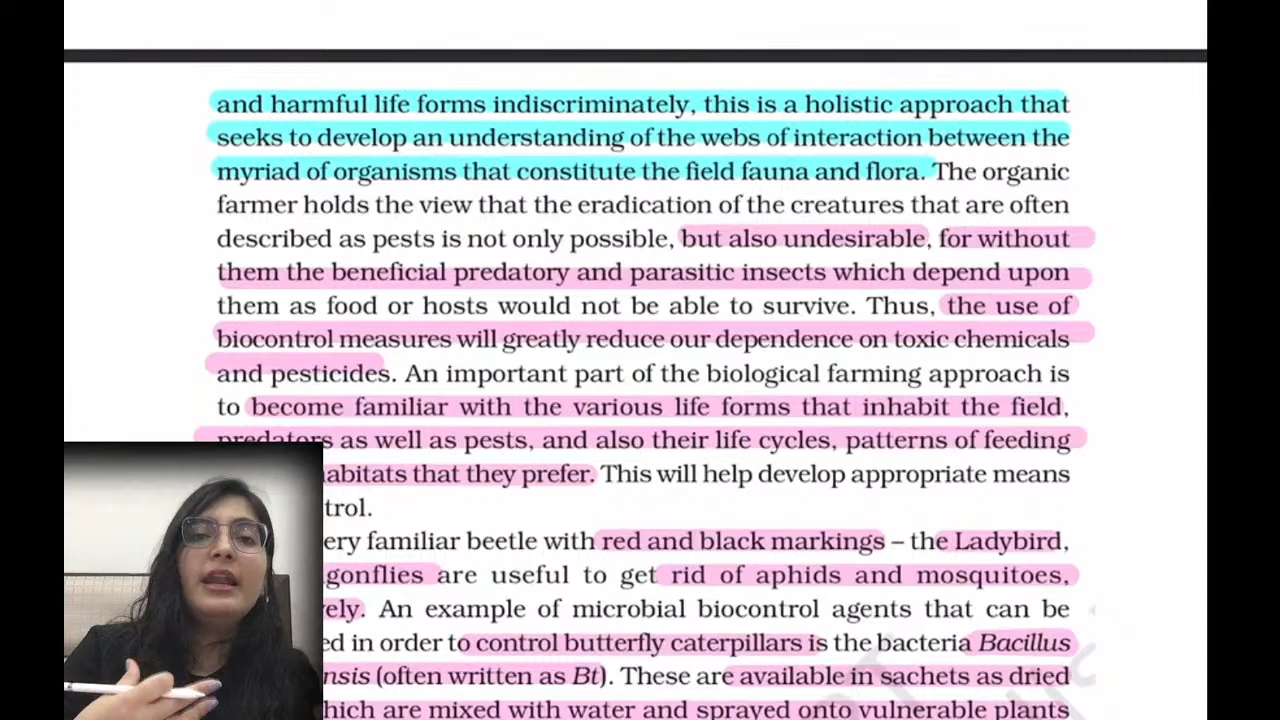 and harmful life forms indiscriminately, this is a holistic approach that
seeks to develop an understanding of the webs of interaction between the
myriad of organisms that constitute the field fauna and flora. The organic
farmer holds the view that the eradication of the creatures that are often
described as pests is not only possible, but also undesirable, for without
them the beneficial predatory and parasitic insects which depend upon
them as food or hosts would not be able to survive. Thus, the use of
biocontrol measures will greatly reduce our dependence on toxic chemicals
and pesticides. An important part of the biological farming approach is
to become familiar with the various life forms that inhabit the field,
predators as well as pests, and also their life cycles, patterns of feeding
abitats that they prefer. This will help develop appropriate means
trol.
ery familiar beetle with red and black markings – the Ladybird,
gonflies are useful to get rid of aphids and mosquitoes,
ely. An example of microbial biocontrol agents that can be
ed in order to control butterfly caterpillars is the bacteria Bacillus
nsis (often written as Bt). These are available in sachets as dried
hich are mixed with water and sprayed onto vulnerable plants